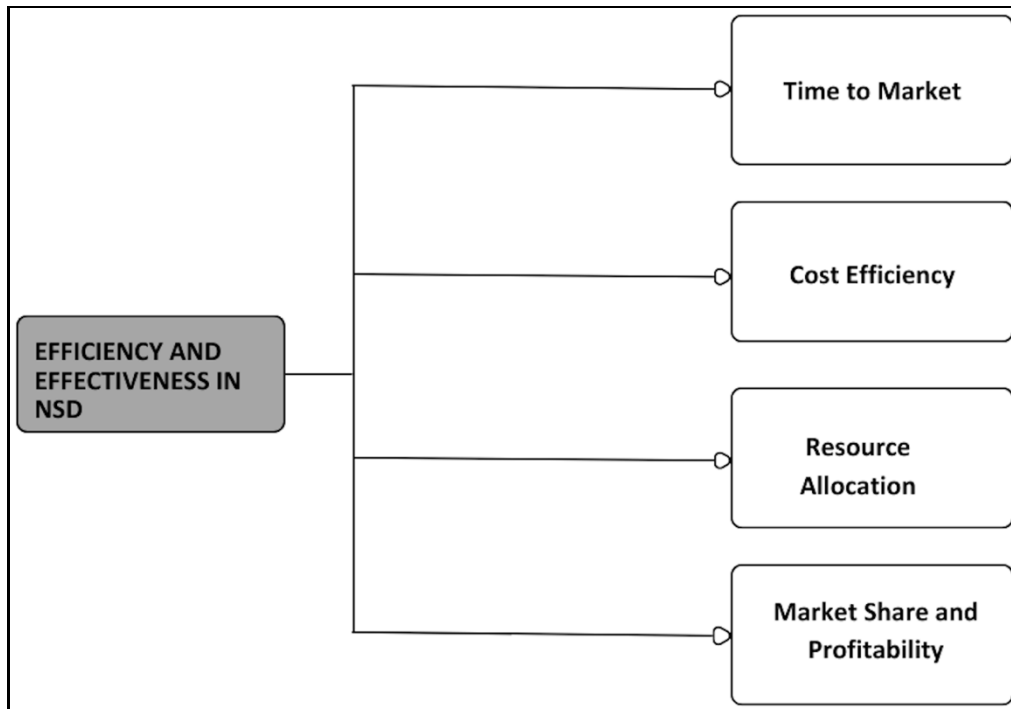 Time to Market
Cost Efficiency
EFFICIENCY AND
EFFECTIVENESS IN
NSD
Resource
Allocation
Market Share and
Profitability